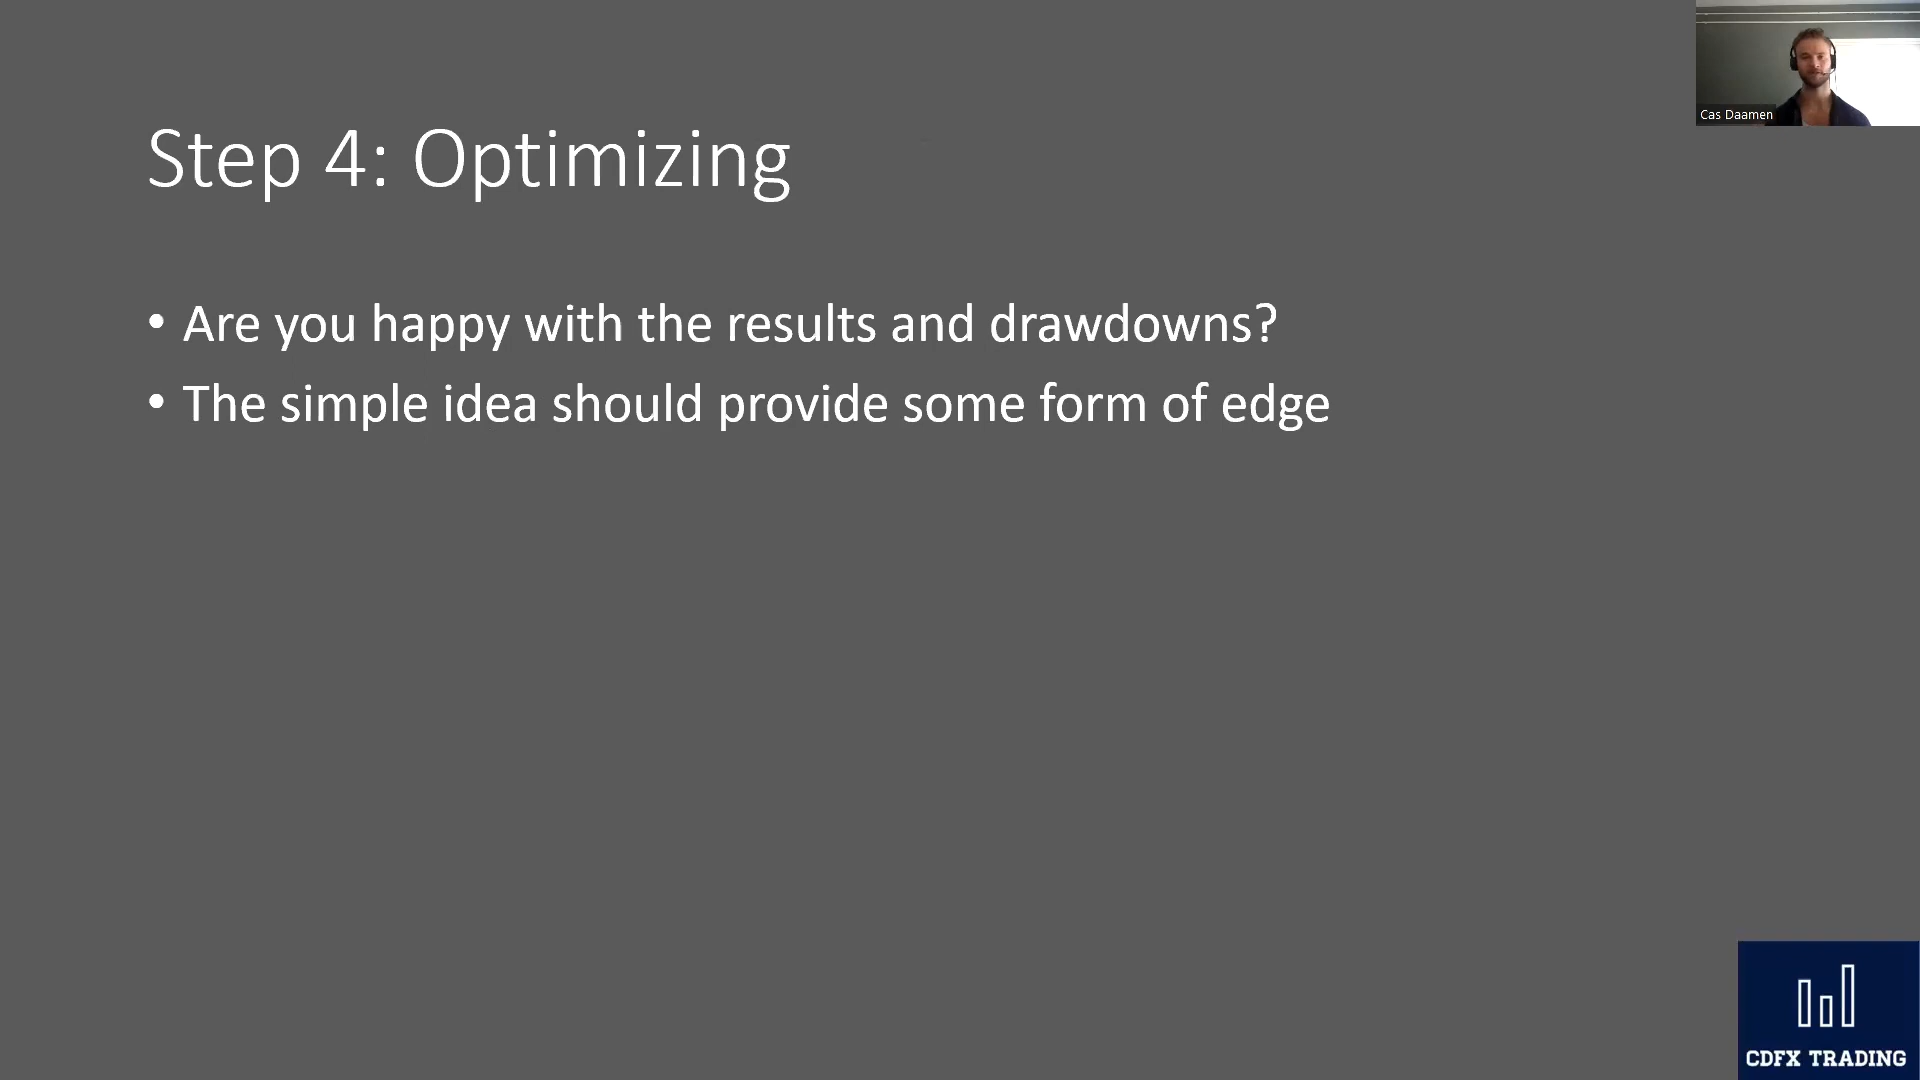 Cas Daamen
Step 4: Optimizing
• Are you happy with the results and drawdowns?
• The simple idea should provide some form of edge
CDFX TRADING